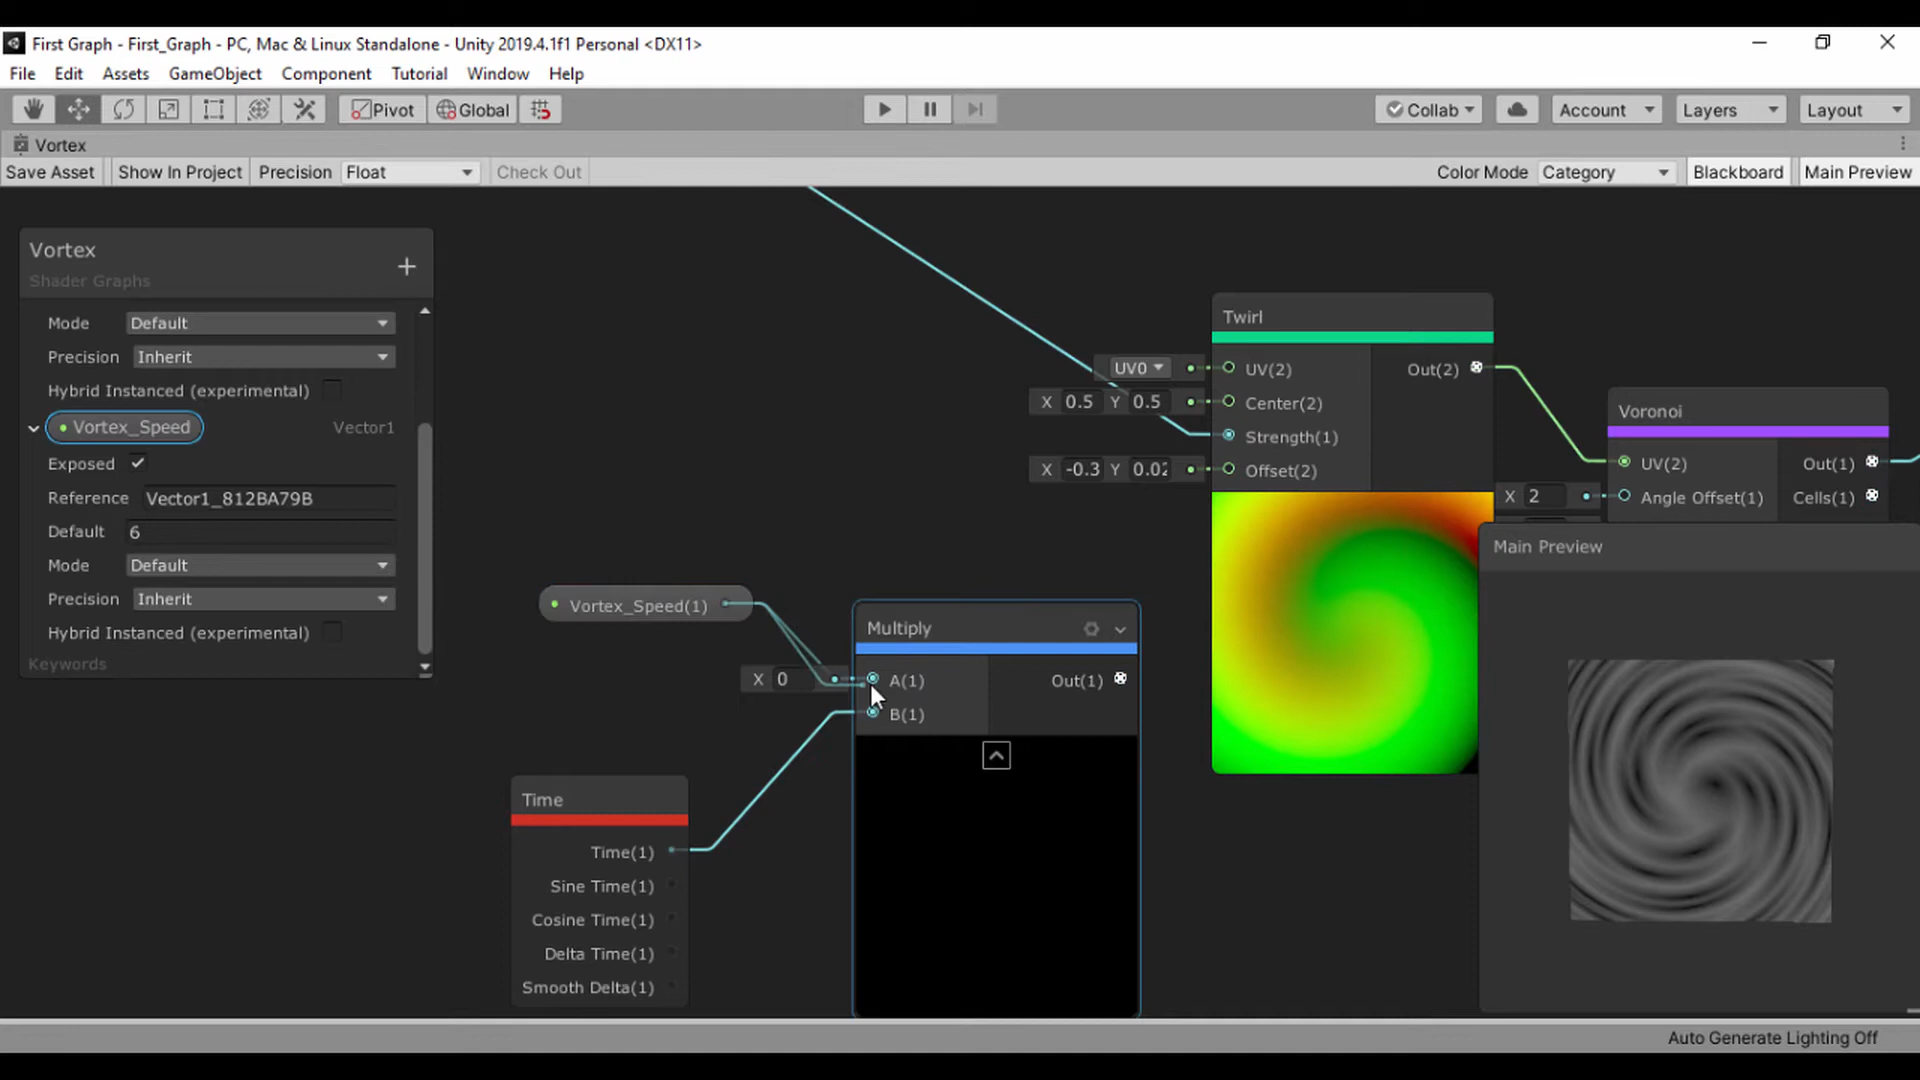 First Graph - First_Graph - PC, Mac & Linux Standalone - Unity 2019.4.1f1 Personal <DX11>
File Edit Assets GameObject Component Tutorial Window Help
Pivot Global Collab Account Layers Layout
Vortex
Save Asset Show In Project Precision Float Check Out Color Mode Category Blackboard Main Preview
Vortex
Shader Graphs
Mode Default
Precision Inherit
Hybrid Instanced (experimental)
Vortex_Speed Vector1
Exposed
Reference Vector1_812BA79B
Default 6
Mode Default
Precision Inherit
Hybrid Instanced (experimental)
Keywords
Vortex_Speed(1)
Multiply
X 0
A(1) Out(1)
B(1)
Time
Time(1)
Sine Time(1)
Cosine Time(1)
Delta Time(1)
Smooth Delta(1)
Twirl
UV0 UV(2) Out(2)
X 0.5 Y 0.5 Center(2)
Strength(1)
X -0.3 Y 0.02 Offset(2)
Voronoi
UV(2) Out(1)
X 2 Angle Offset(1) Cells(1)
Main Preview
Auto Generate Lighting Off